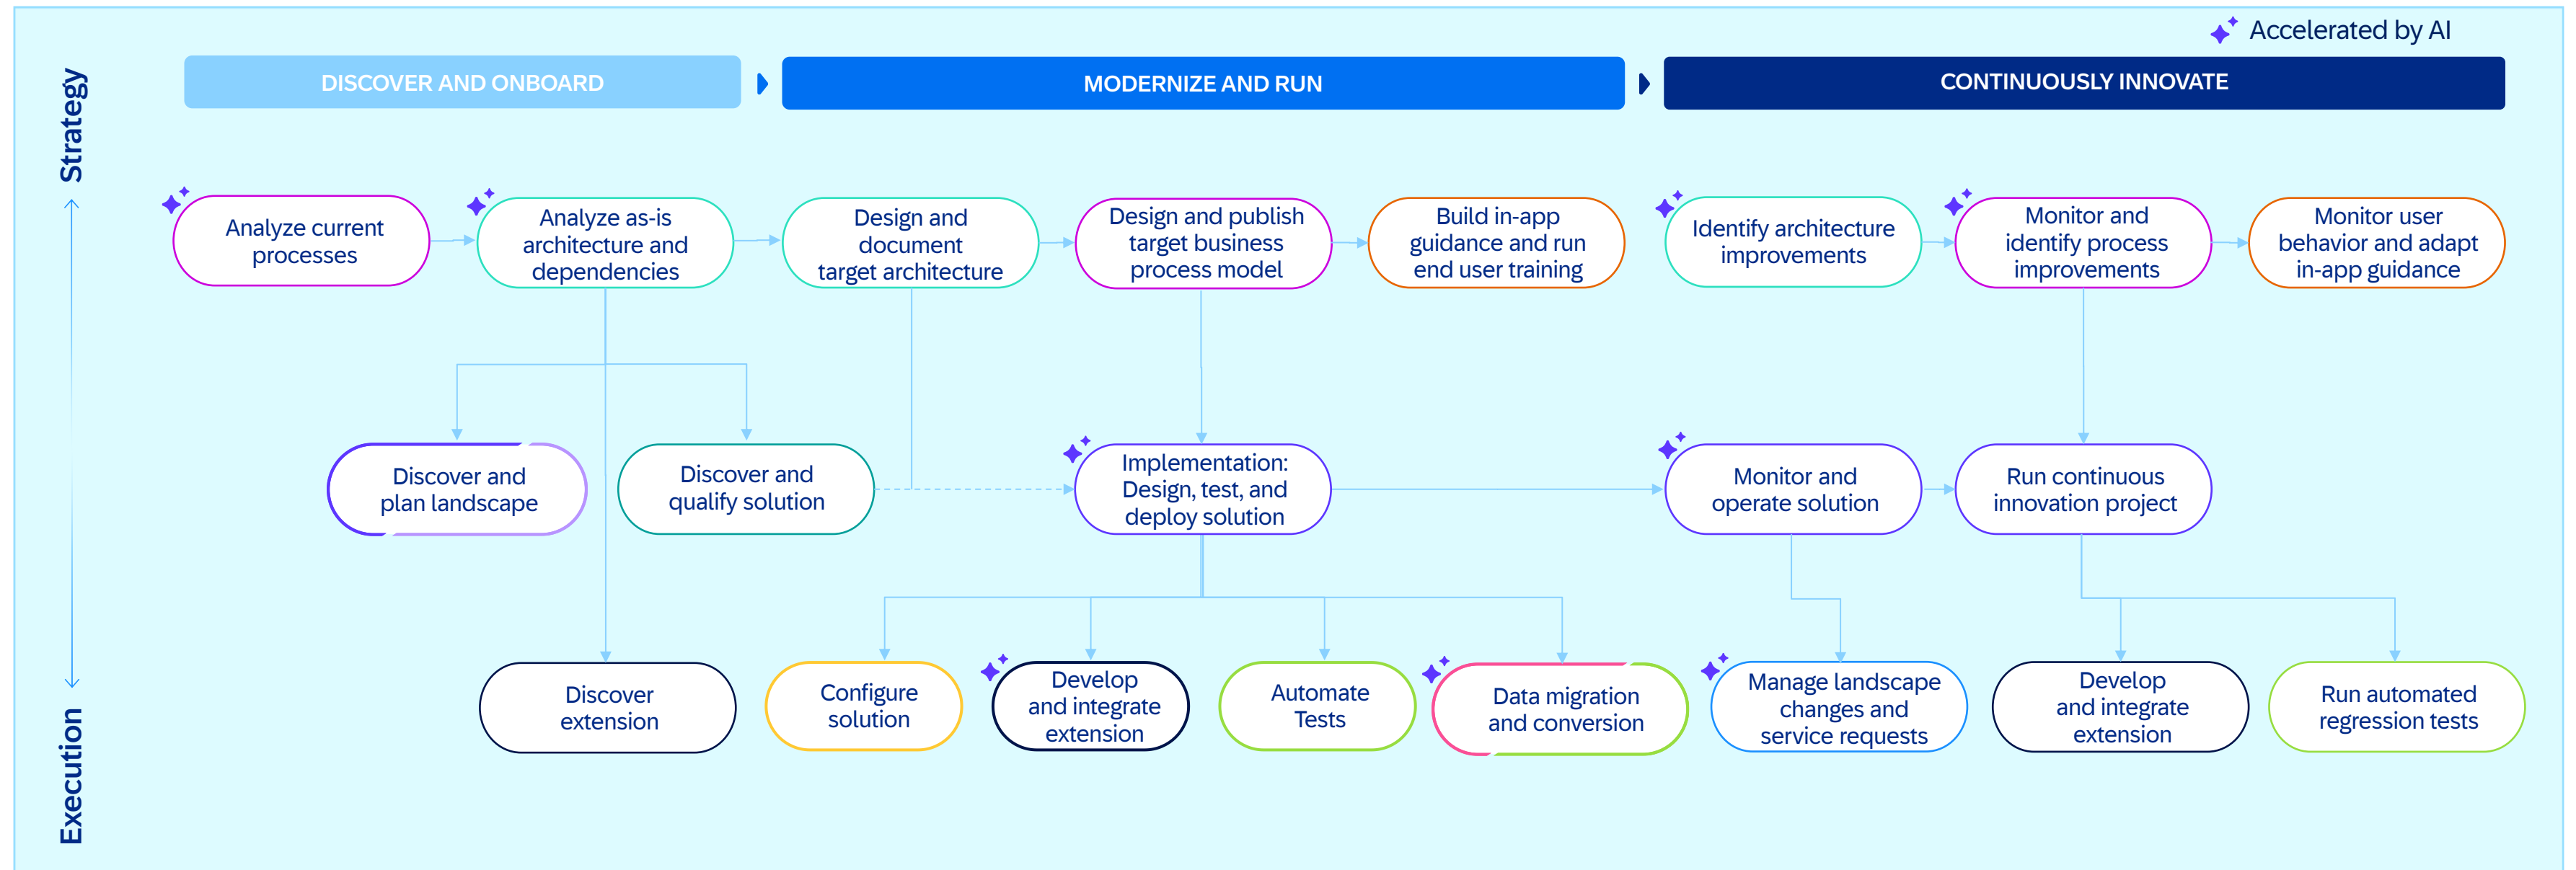 Accelerated by AI
Strategy
DISCOVER AND ONBOARD
MODERNIZE AND RUN
CONTINUOUSLY INNOVATE
Analyze current
processes
Analyze as-is
architecture and
dependencies
Design and
document
target architecture
Design and publish
target business
process model
Build in-app
guidance and run
end user training
Identify architecture
improvements
Monitor and
identify process
improvements
Monitor user
behavior and adapt
in-app guidance
Discover and
plan landscape
Discover and
qualify solution
Implementation:
Design, test, and
deploy solution
Monitor and
operate solution
Run continuous
innovation project
Execution
Discover
extension
Configure
solution
Develop
and integrate
extension
Automate
Tests
Data migration
and conversion
Manage landscape
changes and
service requests
Develop
and integrate
extension
Run automated
regression tests